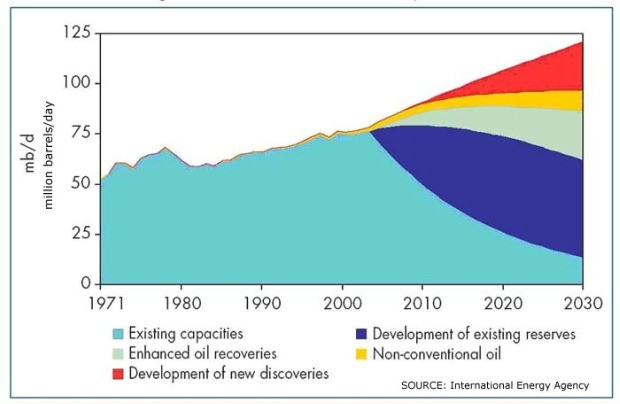 125
100
75
50
25
0
mb/d
million barrels/day
1971 1980 1990 2000 2010 2020 2030
Existing capacities
Development of existing reserves
Enhanced oil recoveries
Non-conventional oil
Development of new discoveries
SOURCE: International Energy Agency